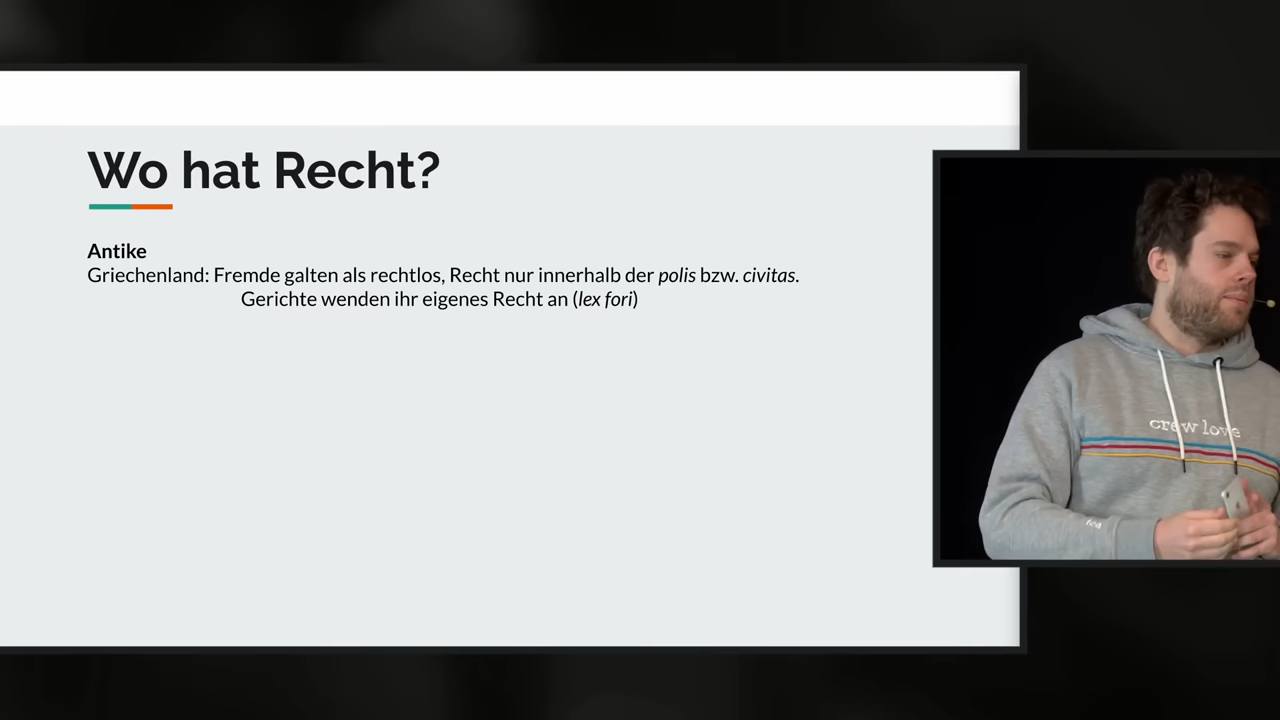 Wo hat Recht?
Antike
Griechenland: Fremde galten als rechtlos, Recht nur innerhalb der polis bzw. civitas.
Gerichte wenden ihr eigenes Recht an (lex fori)
crew love